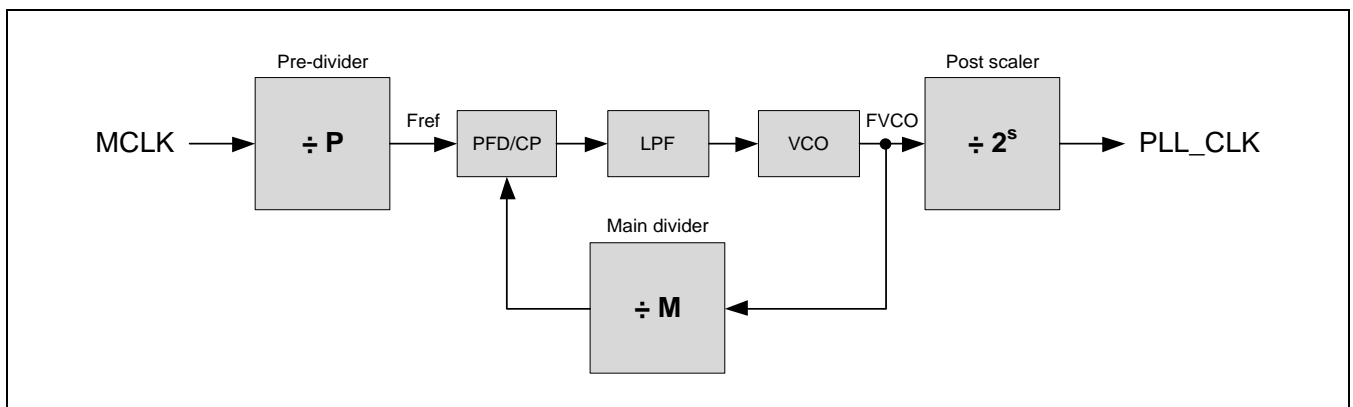 Pre-divider
Post scaler
MCLK
÷ P
Fref
PFD/CP
LPF
VCO
FVCO
÷ 2ˢ
PLL_CLK
Main divider
÷ M